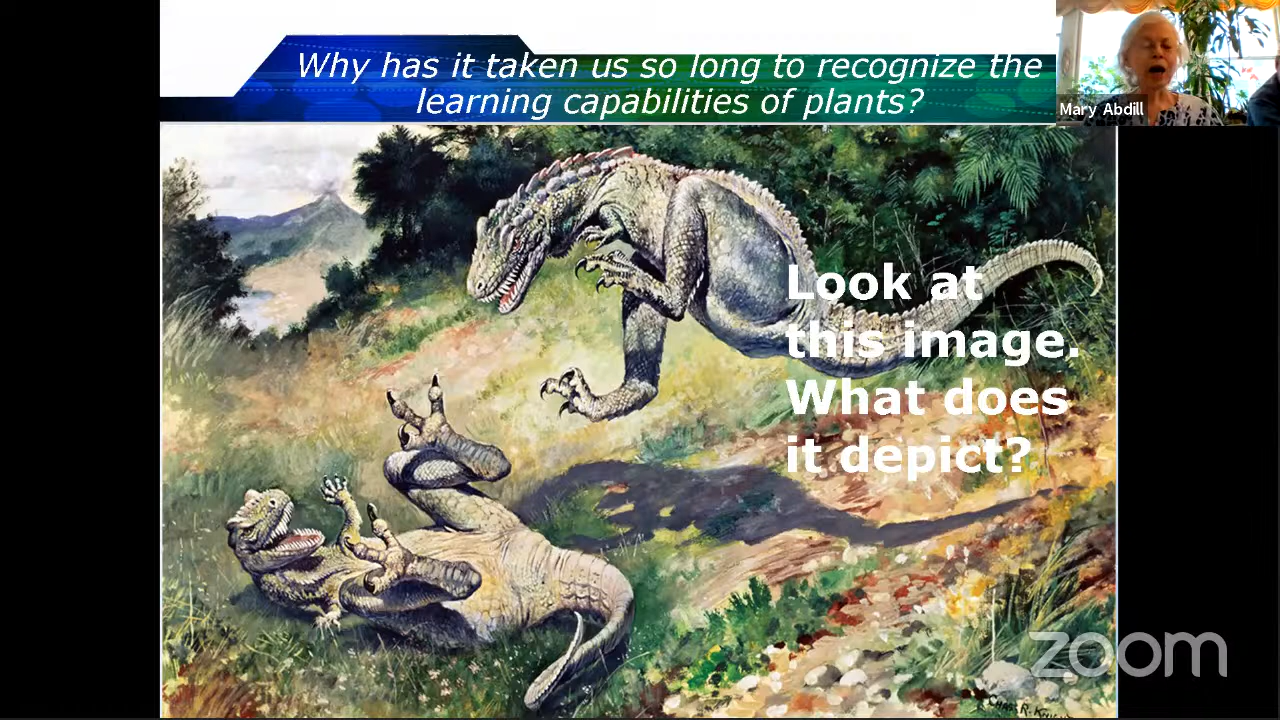 Why has it taken us so long to recognize the
learning capabilities of plants?
Mary Abdill
Look at
this image.
What does
it depict?
zoom